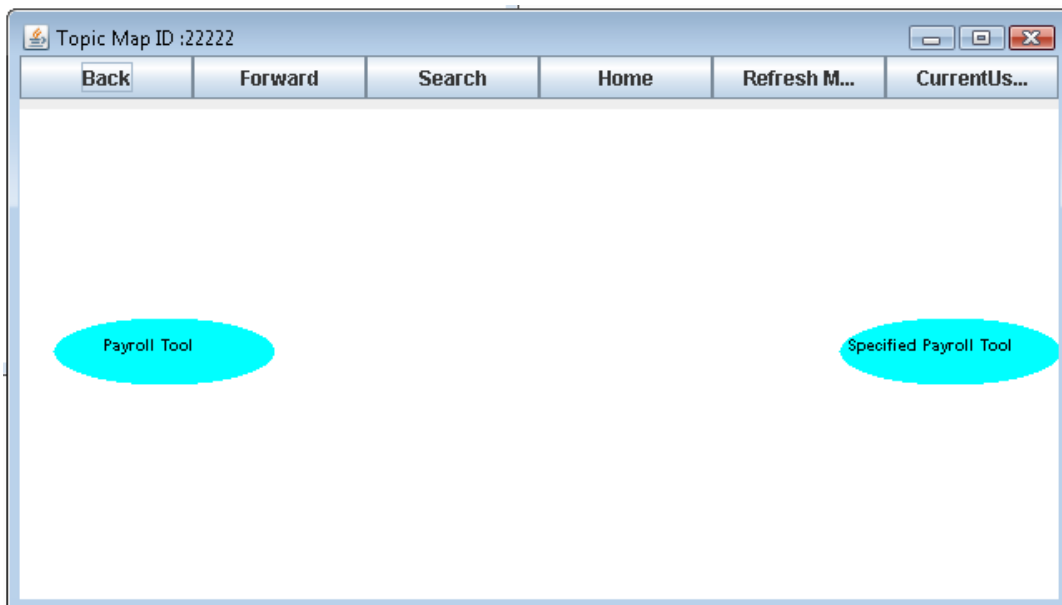 Topic Map ID :22222
Back Forward Search Home Refresh M... CurrentUs...
Payroll Tool Specified Payroll Tool